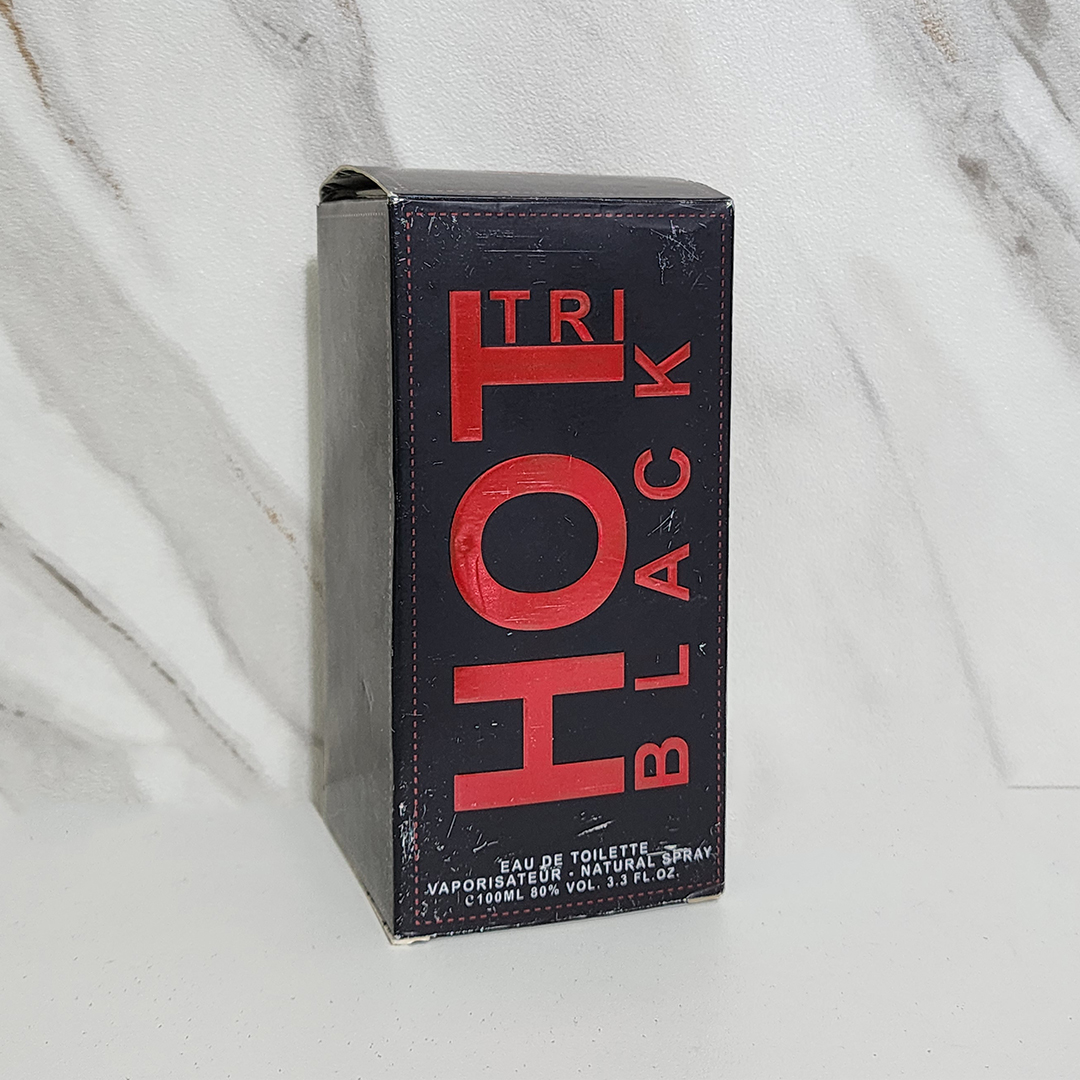 TRI
HOT
BLACK
EAU DE TOILETTE
VAPORISATEUR - NATURAL SPRAY
℮100ML 80% VOL. 3.3 FL.OZ.